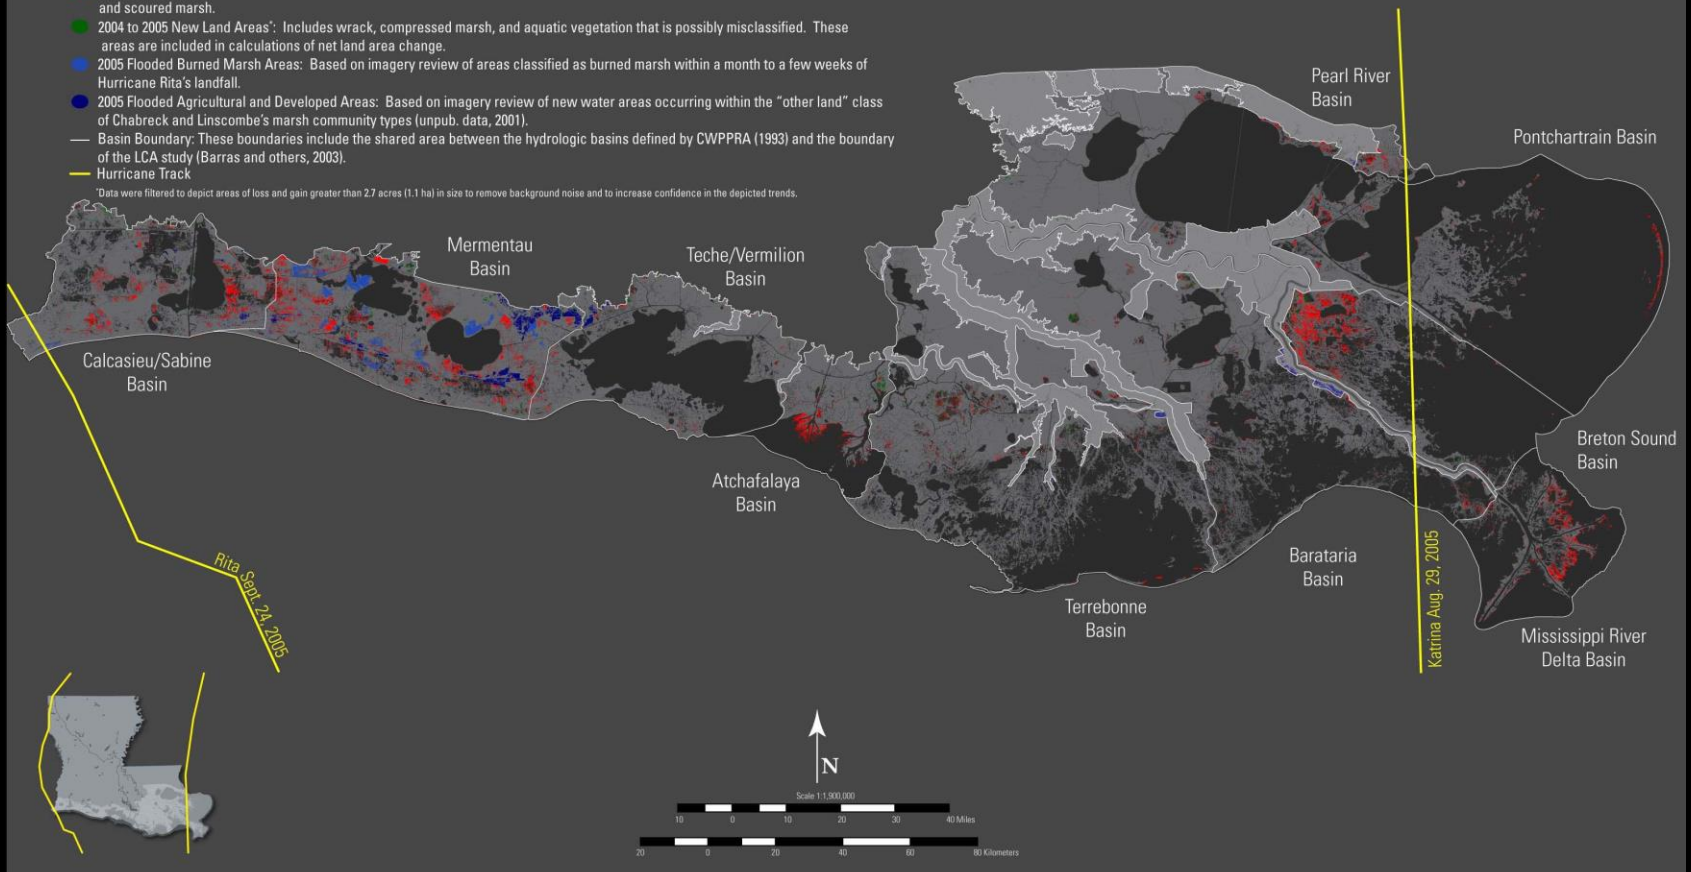 and scoured marsh.
2004 to 2005 New Land Areas*: Includes wrack, compressed marsh, and aquatic vegetation that is possibly misclassified. These
areas are included in calculations of net land area change.
2005 Flooded Burned Marsh Areas: Based on imagery review of areas classified as burned marsh within a month to a few weeks of
Hurricane Rita's landfall.
2005 Flooded Agricultural and Developed Areas: Based on imagery review of new water areas occurring within the "other land" class
of Chabreck and Linscombe's marsh community types (unpub. data, 2001).
Basin Boundary: These boundaries include the shared area between the hydrologic basins defined by CWPPRA (1993) and the boundary
of the LCA study (Barras and others, 2003).
Hurricane Track
*Data were filtered to depict areas of loss and gain greater than 2.7 acres (1.1 ha) in size to remove background noise and to increase confidence in the depicted trends.
Pearl River
Basin
Pontchartrain Basin
Mermentau
Basin
Teche/Vermilion
Basin
Calcasieu/Sabine
Basin
Atchafalaya
Basin
Breton Sound
Basin
Barataria
Basin
Terrebonne
Basin
Mississippi River
Delta Basin
Rita Sept. 24, 2005
Katrina Aug. 29, 2005
N
Scale 1:1,900,000
10 0 10 20 30 40 Miles
20 0 20 40 60 80 Kilometers